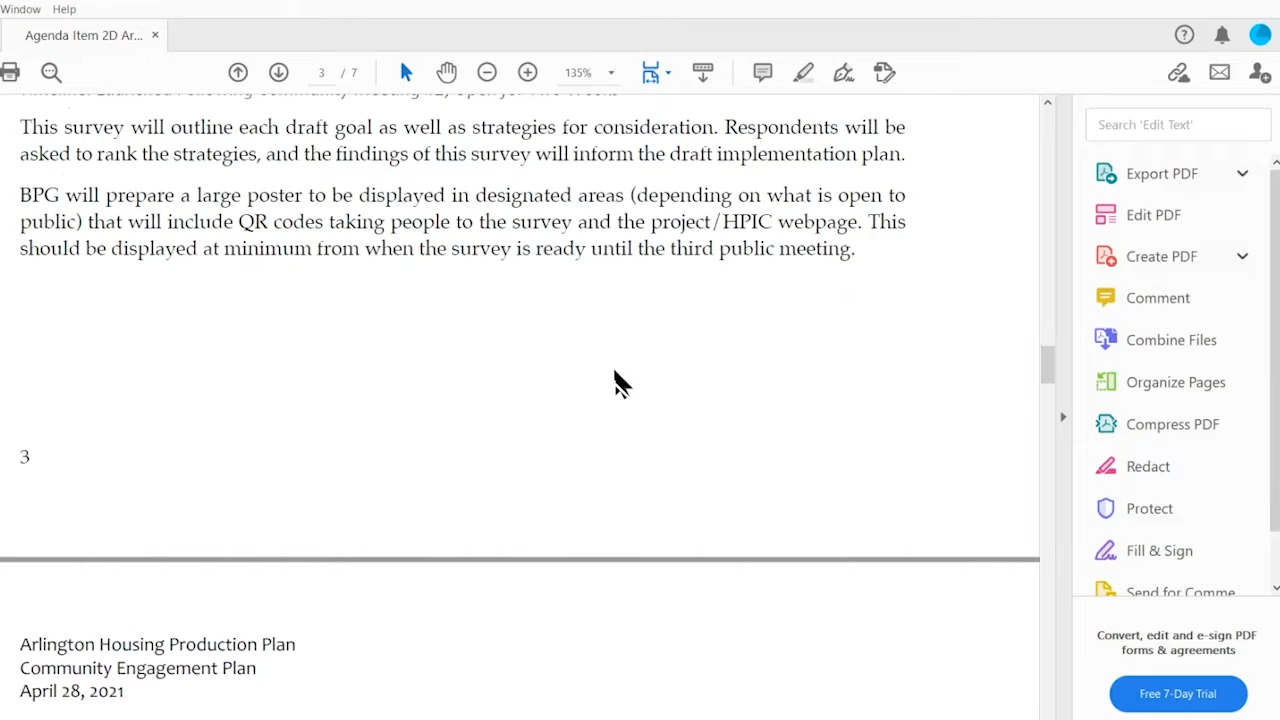 Window Help
Agenda Item 2D Ar... ×
3 / 7
135%
This survey will outline each draft goal as well as strategies for consideration. Respondents will be
asked to rank the strategies, and the findings of this survey will inform the draft implementation plan.
BPG will prepare a large poster to be displayed in designated areas (depending on what is open to
public) that will include QR codes taking people to the survey and the project/HPIC webpage. This
should be displayed at minimum from when the survey is ready until the third public meeting.
3
Arlington Housing Production Plan
Community Engagement Plan
April 28, 2021
Search 'Edit Text'
Export PDF
Edit PDF
Create PDF
Comment
Combine Files
Organize Pages
Compress PDF
Redact
Protect
Fill & Sign
Send for Comme
Convert, edit and e-sign PDF
forms & agreements
Free 7-Day Trial